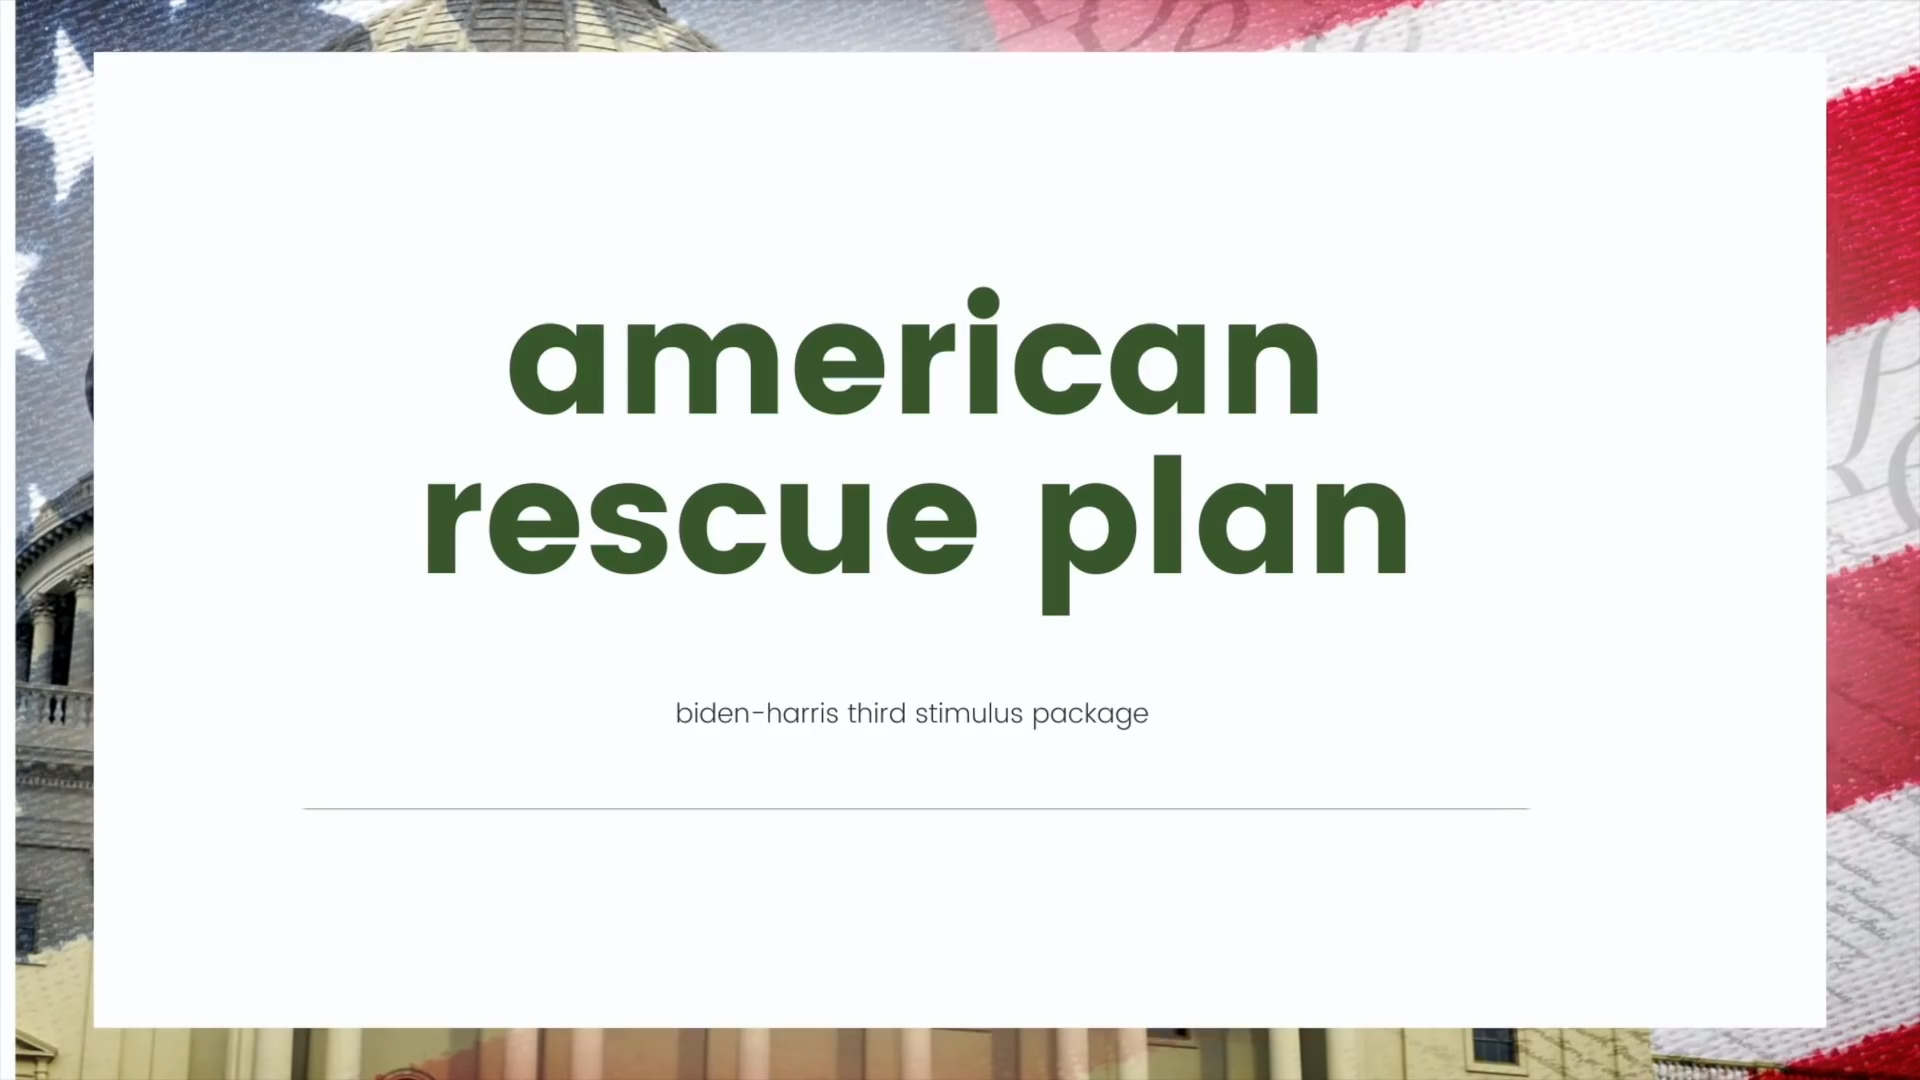 american
rescue plan
biden-harris third stimulus package